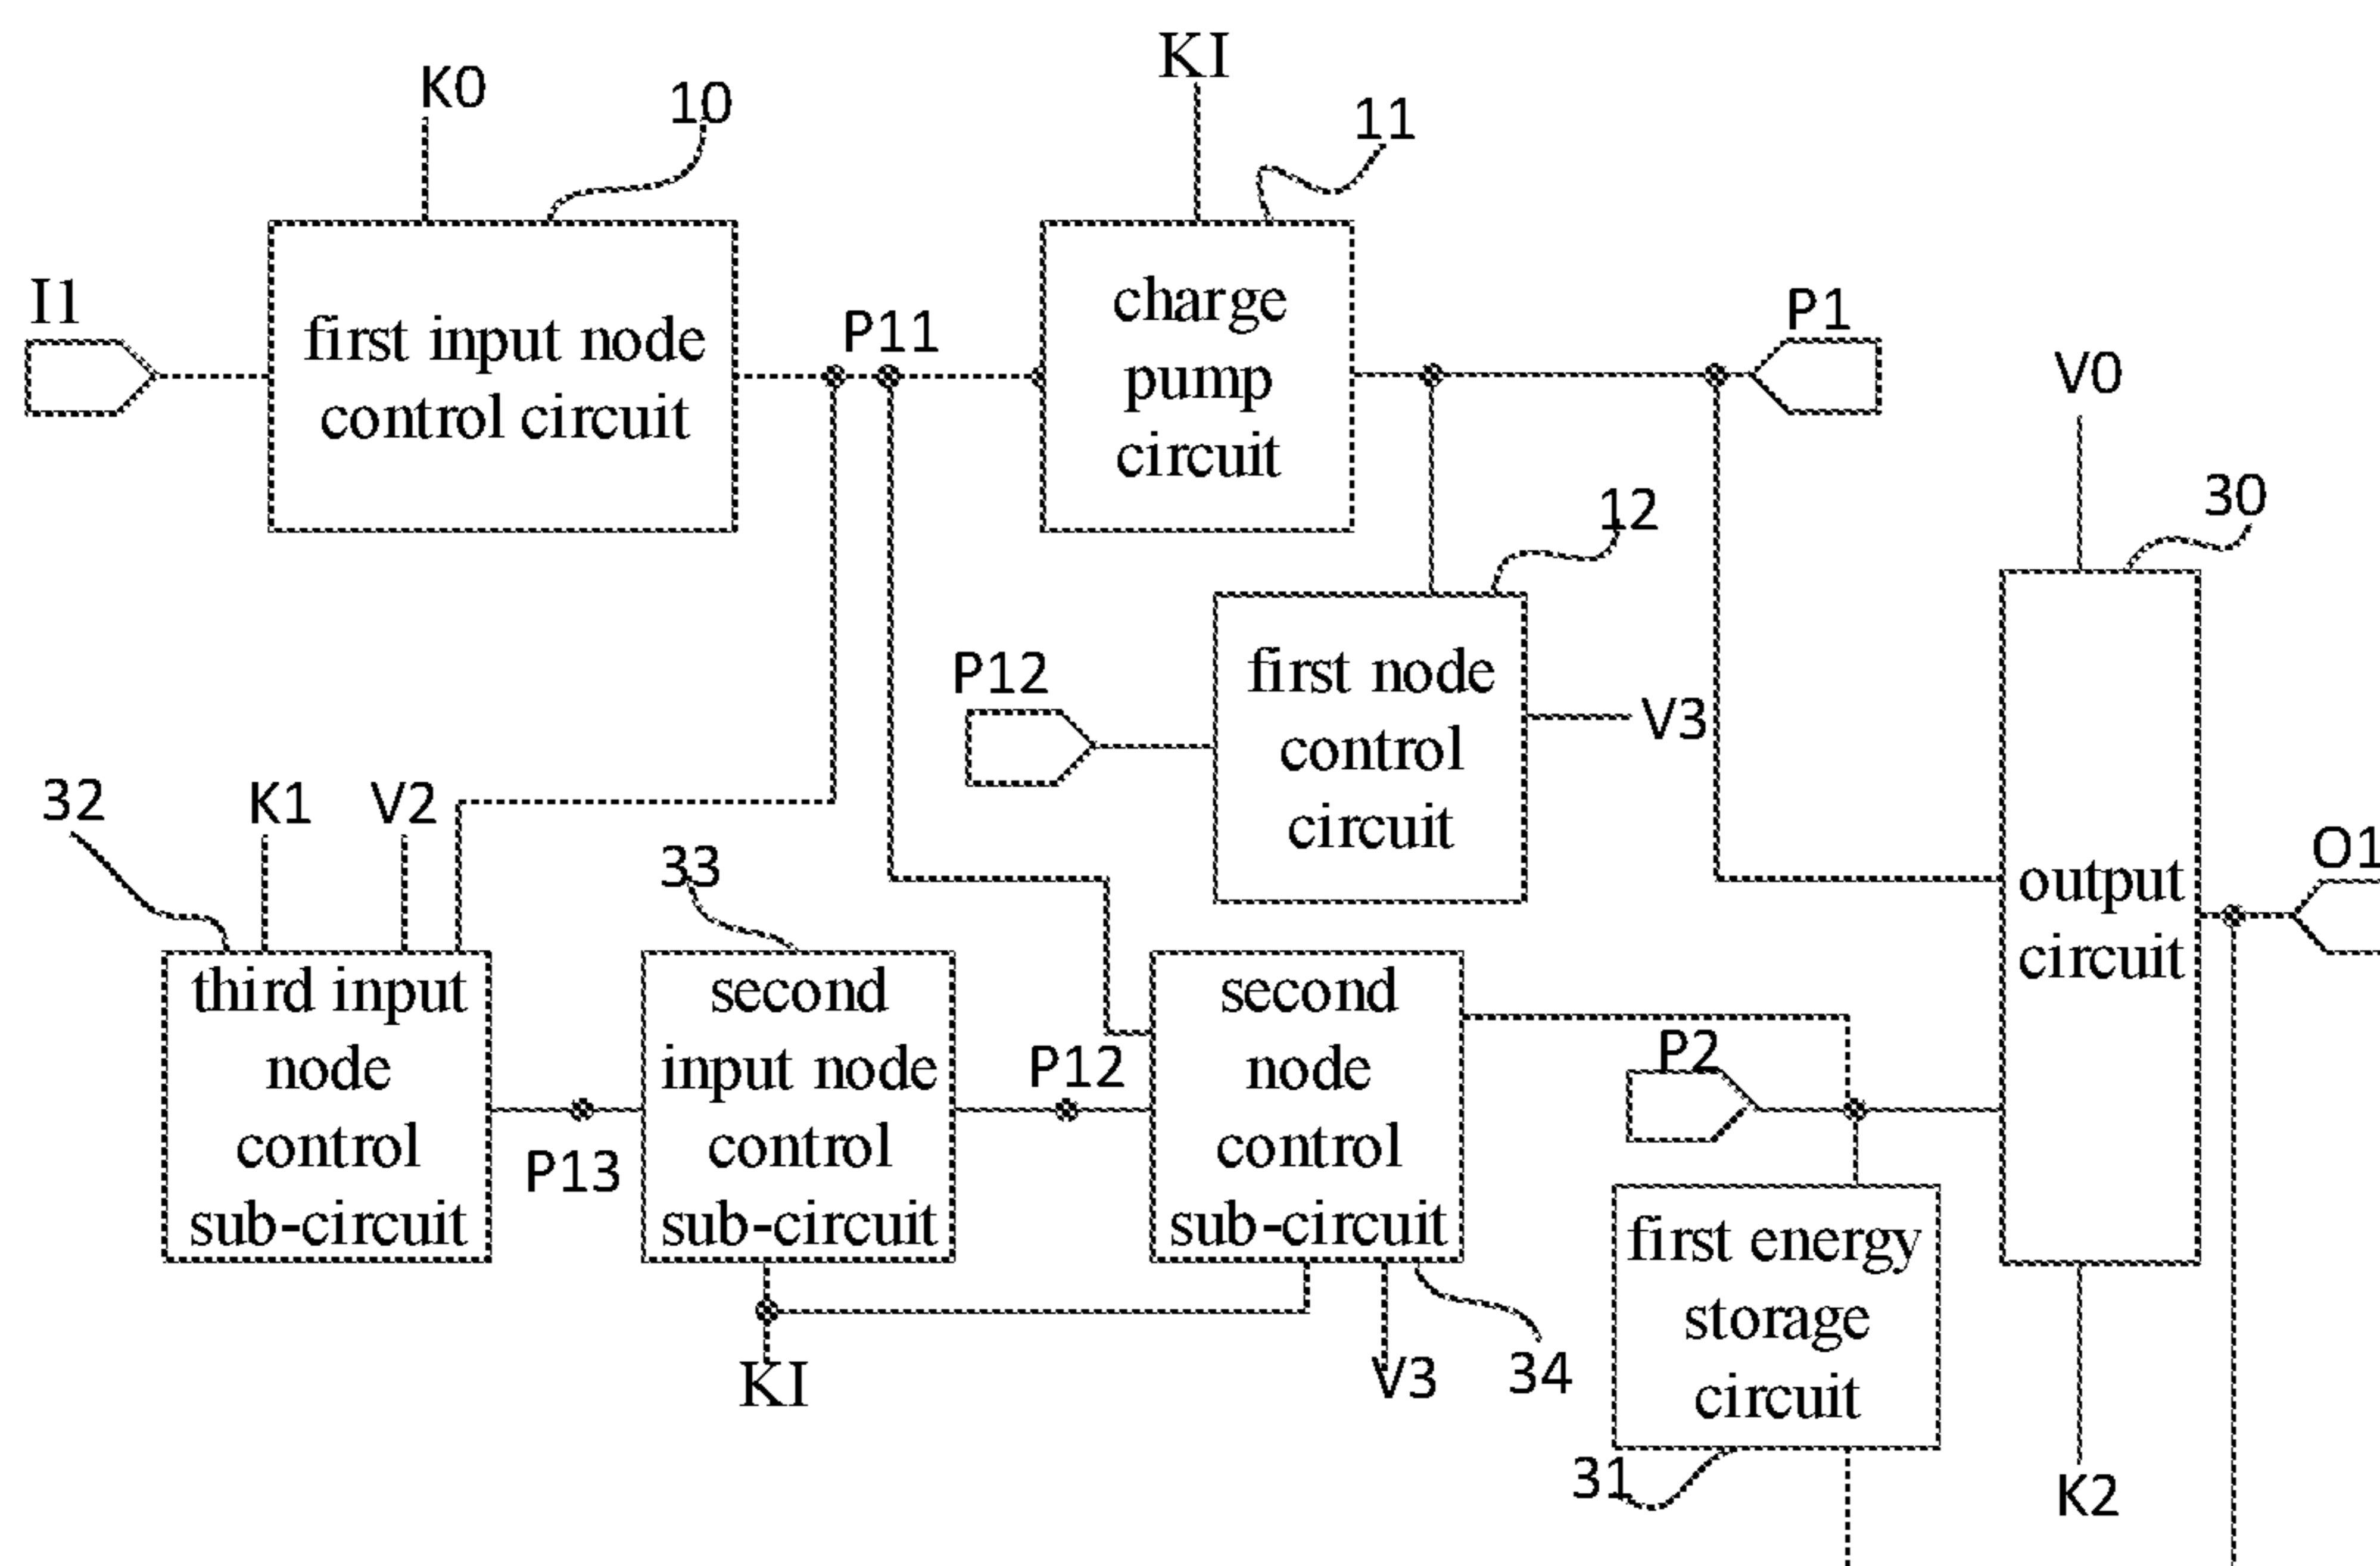 K0
10
KI
11
I1
first input node
control circuit
P11
charge
pump
circuit
P1
V0
12
30
P12
first node
control
circuit
V3
32
K1
V2
33
output
circuit
O1
third input
node
control
sub-circuit
P13
second
input node
control
sub-circuit
P12
second
node
control
sub-circuit
P2
first energy
storage
circuit
KI
V3
34
31
K2